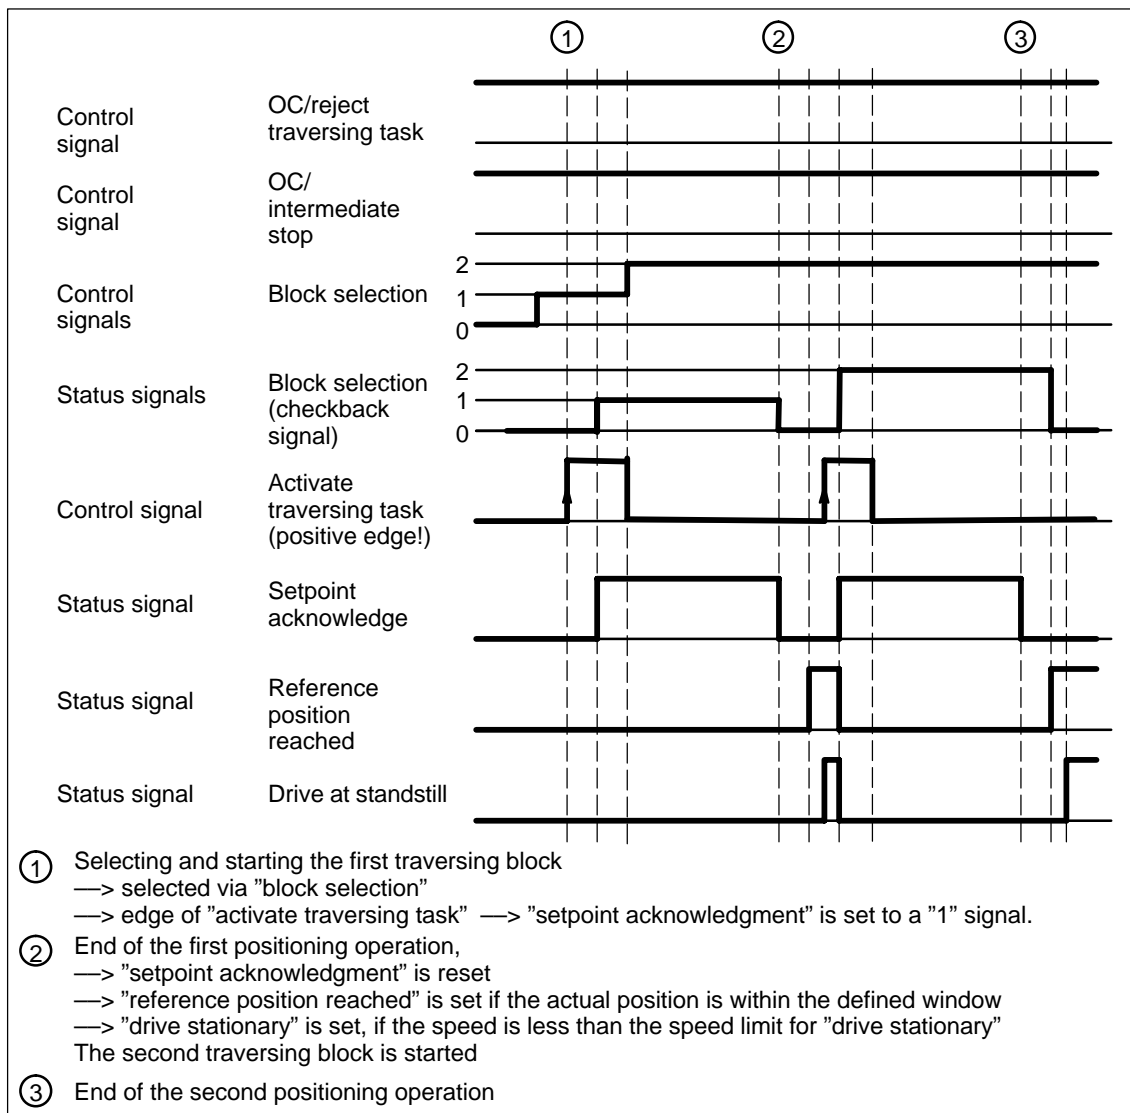 1 2 3
Control signal OC/reject traversing task
Control signal OC/ intermediate stop
2
1
0
Control signals Block selection
2
1
0
Status signals Block selection (checkback signal)
Control signal Activate traversing task (positive edge!)
Status signal Setpoint acknowledge
Status signal Reference position reached
Status signal Drive at standstill
1 Selecting and starting the first traversing block
—> selected via ”block selection”
—> edge of ”activate traversing task” —> ”setpoint acknowledgment” is set to a ”1” signal.
2 End of the first positioning operation,
—> ”setpoint acknowledgment” is reset
—> ”reference position reached” is set if the actual position is within the defined window
—> ”drive stationary” is set, if the speed is less than the speed limit for ”drive stationary”
The second traversing block is started
3 End of the second positioning operation